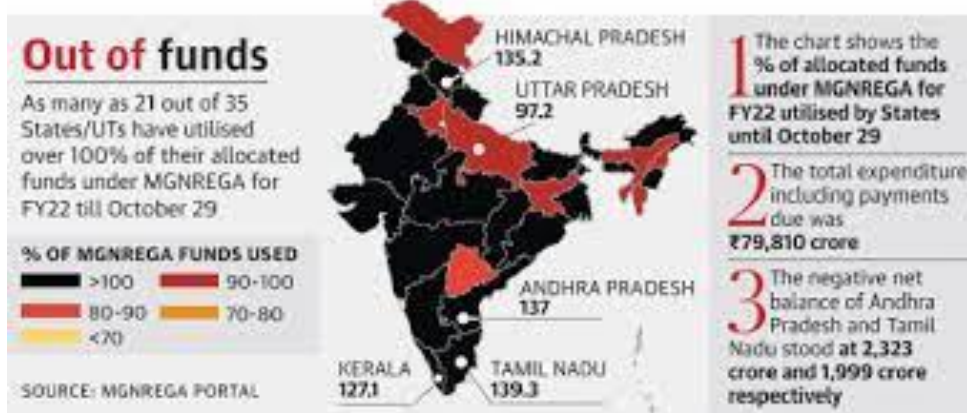 Out of funds
As many as 21 out of 35
States/UTs have utilised
over 100% of their allocated
funds under MGNREGA for
FY22 till October 29
% OF MGNREGA FUNDS USED
>100
90-100
80-90
70-80
<70
SOURCE: MGNREGA PORTAL
HIMACHAL PRADESH
135.2
UTTAR PRADESH
97.2
ANDHRA PRADESH
137
KERALA
127.1
TAMIL NADU
139.3
1 The chart shows the
% of allocated funds
under MGNREGA for
FY22 utilised by States
until October 29
2 The total expenditure
including payments
due was
₹79,810 crore
3 The negative net
balance of Andhra
Pradesh and Tamil
Nadu stood at 2,323
crore and 1,999 crore
respectively